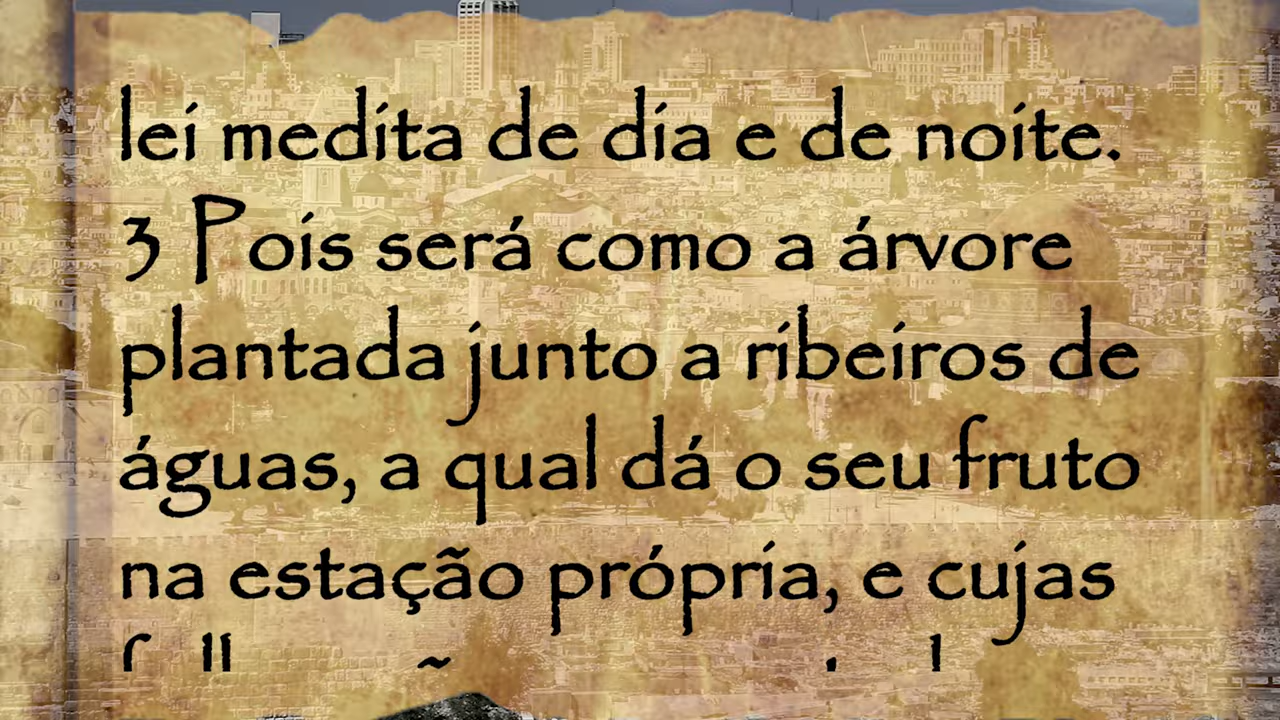 lei medita de dia e de noite.
3 Pois será como a árvore
plantada junto a ribeiros de
águas, a qual dá o seu fruto
na estação própria, e cujas